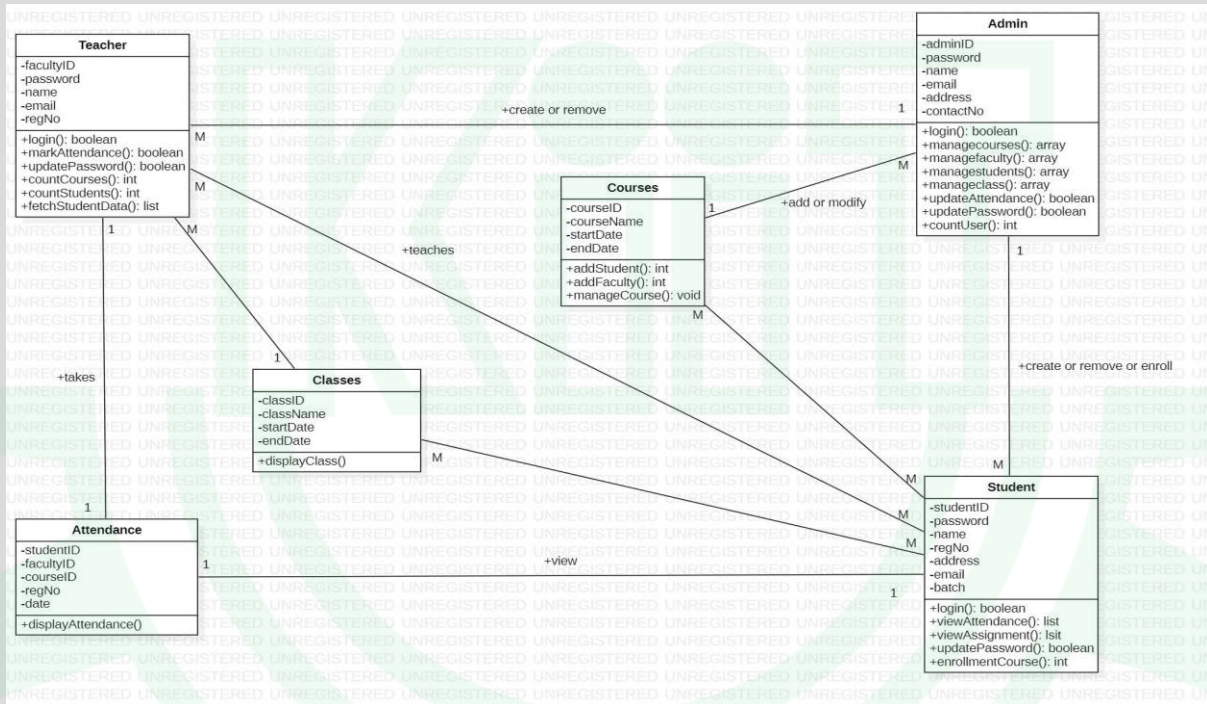 Teacher
-facultyID
-password
-name
-email
-regNo
+login(): boolean
+markAttendance(): boolean
+updatePassword(): boolean
+countCourses(): int
+countStudents(): int
+fetchStudentData(): list
+create or remove
M
1
Admin
-adminID
-password
-name
-email
-address
-contactNo
+login(): boolean
+managecourses(): array
+managefaculty(): array
+managestudents(): array
+manageclass(): array
+updateAttendance(): boolean
+updatePassword(): boolean
+countUser(): int
Courses
-courseID
-courseName
-startDate
-endDate
+addStudent(): int
+addFaculty(): int
+manageCourse(): void
M
1
+add or modify
M
+teaches
1
M
1
M
+takes
1
Classes
-classID
-className
-startDate
-endDate
+displayClass()
M
+create or remove or enroll
M
M
M
M
M
1
Attendance
-studentID
-facultyID
-courseID
-regNo
-date
+displayAttendance()
1
+view
1
Student
-studentID
-password
-name
-regNo
-address
-email
-batch
+login(): boolean
+viewAttendance(): list
+viewAssignment(): lsit
+updatePassword(): boolean
+enrollmentCourse(): int
UNREGISTERED